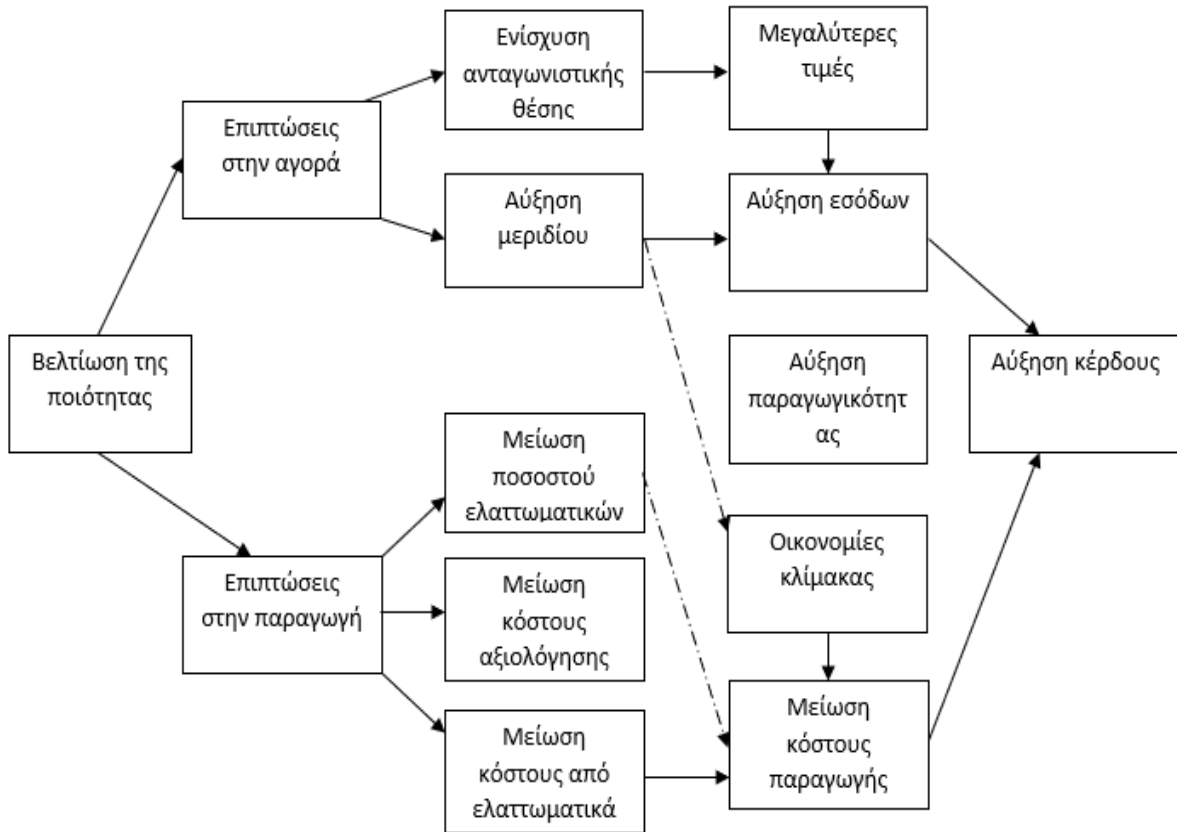 Ενίσχυση
ανταγωνιστικής
θέσης
Μεγαλύτερες
τιμές
Επιπτώσεις
στην αγορά
Αύξηση
μεριδίου
Αύξηση εσόδων
Βελτίωση της
ποιότητας
Αύξηση
παραγωγικότητ
ας
Αύξηση κέρδους
Μείωση
ποσοστού
ελαττωματικών
Οικονομίες
κλίμακας
Επιπτώσεις
στην παραγωγή
Μείωση
κόστους
αξιολόγησης
Μείωση
κόστους από
ελαττωματικά
Μείωση
κόστους
παραγωγής